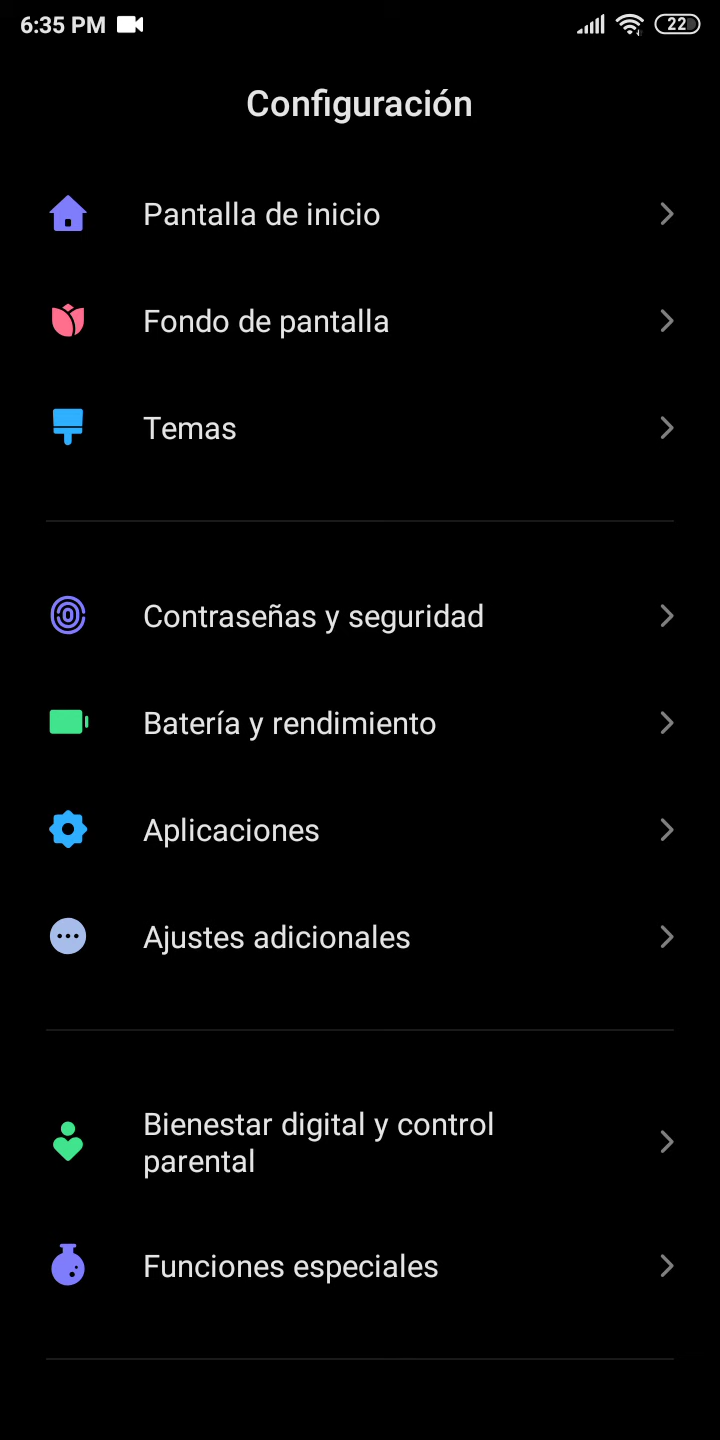 6:35 PM 22
Configuración
Pantalla de inicio
Fondo de pantalla
Temas
Contraseñas y seguridad
Batería y rendimiento
Aplicaciones
Ajustes adicionales
Bienestar digital y control
parental
Funciones especiales